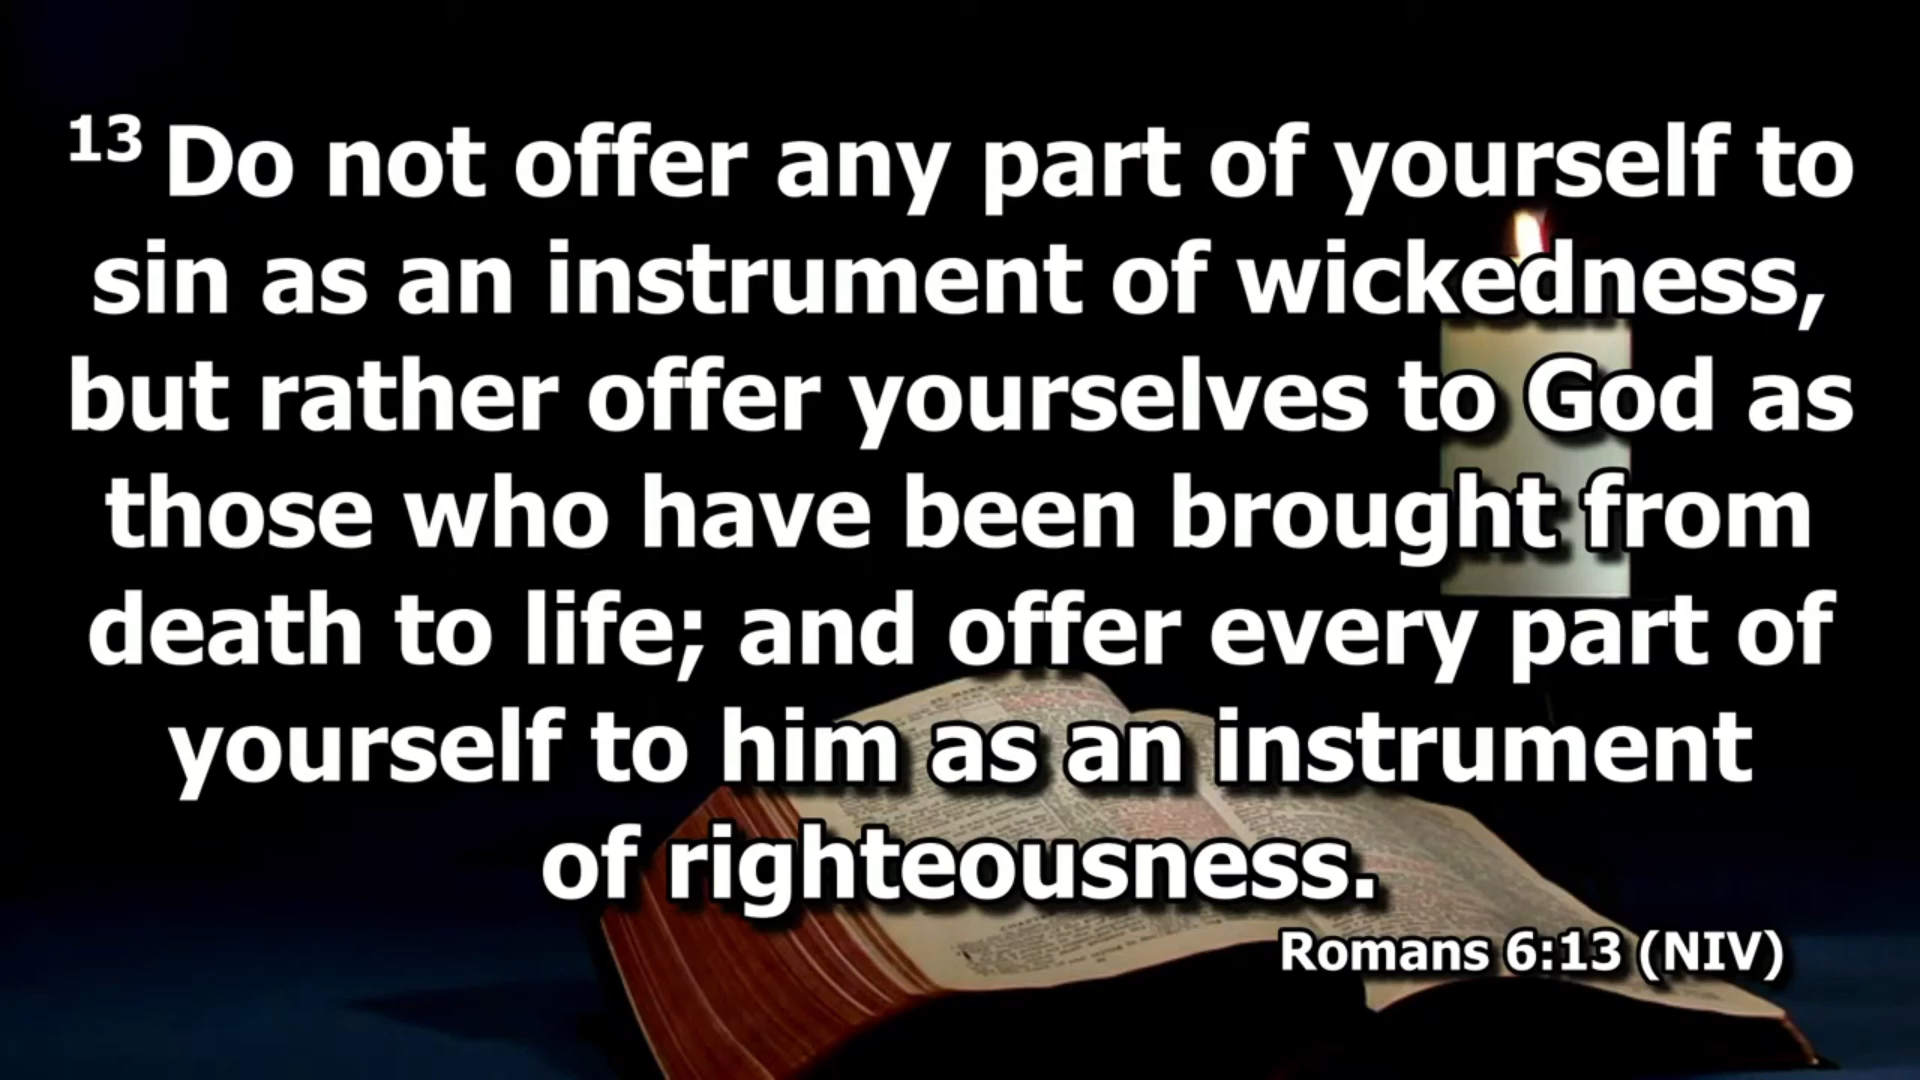 13 Do not offer any part of yourself to
sin as an instrument of wickedness,
but rather offer yourselves to God as
those who have been brought from
death to life; and offer every part of
yourself to him as an instrument
of righteousness.
Romans 6:13 (NIV)